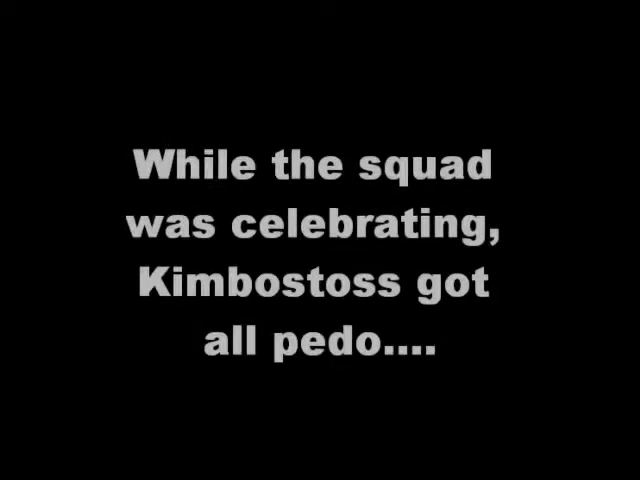 While the squad
was celebrating,
Kimbostoss got
all pedo....